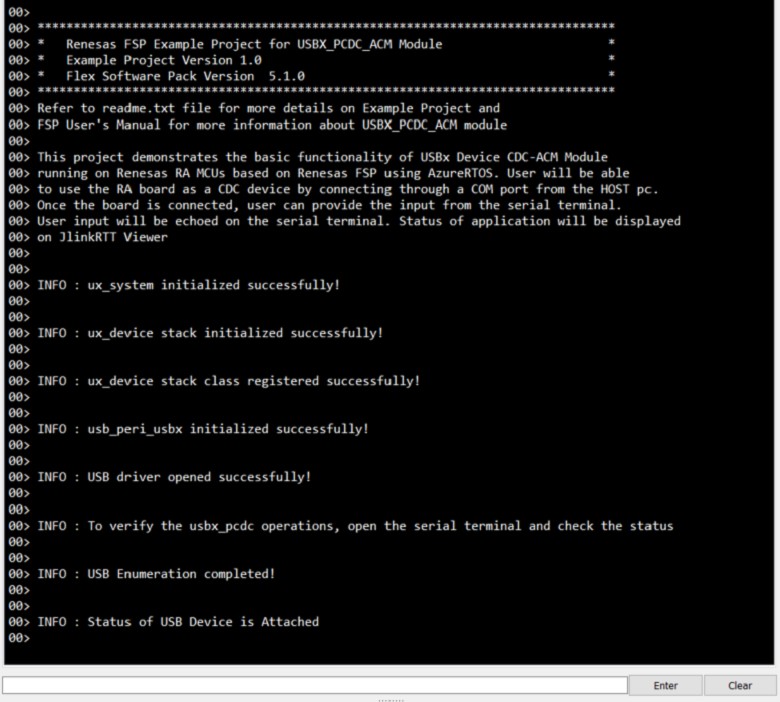 00>
00> *****************************************************************************
00> *   Renesas FSP Example Project for USBX_PCDC_ACM Module                       *
00> *   Example Project Version 1.0                                               *
00> *   Flex Software Pack Version  5.1.0                                         *
00> *****************************************************************************
00> Refer to readme.txt file for more details on Example Project and
00> FSP User's Manual for more information about USBX_PCDC_ACM module
00>
00> This project demonstrates the basic functionality of USBx Device CDC-ACM Module
00> running on Renesas RA MCUs based on Renesas FSP using AzureRTOS. User will be able
00> to use the RA board as a CDC device by connecting through a COM port from the HOST pc.
00> Once the board is connected, user can provide the input from the serial terminal.
00> User input will be echoed on the serial terminal. Status of application will be displayed
00> on JlinkRTT Viewer
00>
00>
00> INFO : ux_system initialized successfully!
00>
00>
00> INFO : ux_device stack initialized successfully!
00>
00>
00> INFO : ux_device stack class registered successfully!
00>
00>
00> INFO : usb_peri_usbx initialized successfully!
00>
00>
00> INFO : USB driver opened successfully!
00>
00>
00> INFO : To verify the usbx_pcdc operations, open the serial terminal and check the status
00>
00>
00> INFO : USB Enumeration completed!
00>
00>
00> INFO : Status of USB Device is Attached
00>
Enter Clear